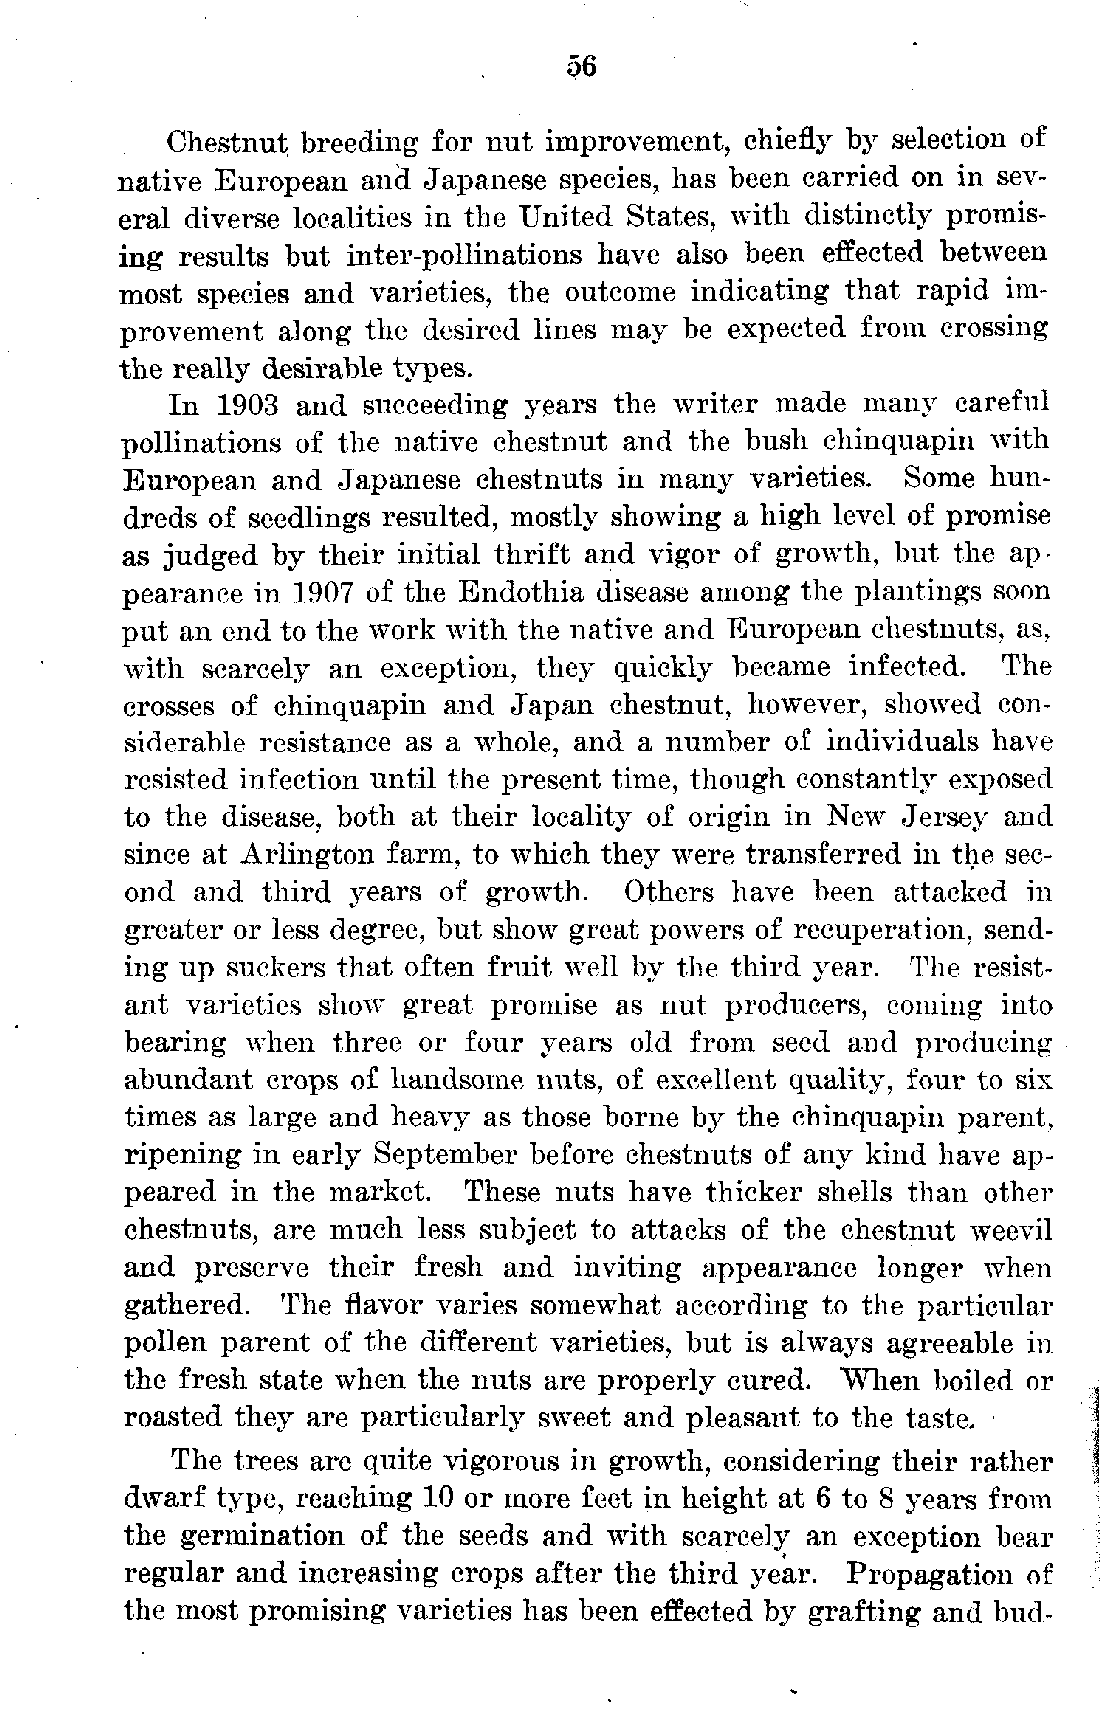 56
Chestnut breeding for nut improvement, chiefly by selection of
native European and Japanese species, has been carried on in sev-
eral diverse localities in the United States, with distinctly promis-
ing results but inter-pollinations have also been effected between
most species and varieties, the outcome indicating that rapid im-
provement along the desired lines may be expected from crossing
the really desirable types.
In 1903 and succeeding years the writer made many careful
pollinations of the native chestnut and the bush chinquapin with
European and Japanese chestnuts in many varieties. Some hun-
dreds of seedlings resulted, mostly showing a high level of promise
as judged by their initial thrift and vigor of growth, but the ap-
pearance in 1907 of the Endothia disease among the plantings soon
put an end to the work with the native and European chestnuts, as,
with scarcely an exception, they quickly became infected. The
crosses of chinquapin and Japan chestnut, however, showed con-
siderable resistance as a whole, and a number of individuals have
resisted infection until the present time, though constantly exposed
to the disease, both at their locality of origin in New Jersey and
since at Arlington farm, to which they were transferred in the sec-
ond and third years of growth. Others have been attacked in
greater or less degree, but show great powers of recuperation, send-
ing up suckers that often fruit well by the third year. The resist-
ant varieties show great promise as nut producers, coming into
bearing when three or four years old from seed and producing
abundant crops of handsome nuts, of excellent quality, four to six
times as large and heavy as those borne by the chinquapin parent,
ripening in early September before chestnuts of any kind have ap-
peared in the market. These nuts have thicker shells than other
chestnuts, are much less subject to attacks of the chestnut weevil
and preserve their fresh and inviting appearance longer when
gathered. The flavor varies somewhat according to the particular
pollen parent of the different varieties, but is always agreeable in
the fresh state when the nuts are properly cured. When boiled or
roasted they are particularly sweet and pleasant to the taste.
The trees are quite vigorous in growth, considering their rather
dwarf type, reaching 10 or more feet in height at 6 to 8 years from
the germination of the seeds and with scarcely an exception bear
regular and increasing crops after the third year. Propagation of
the most promising varieties has been effected by grafting and bud-